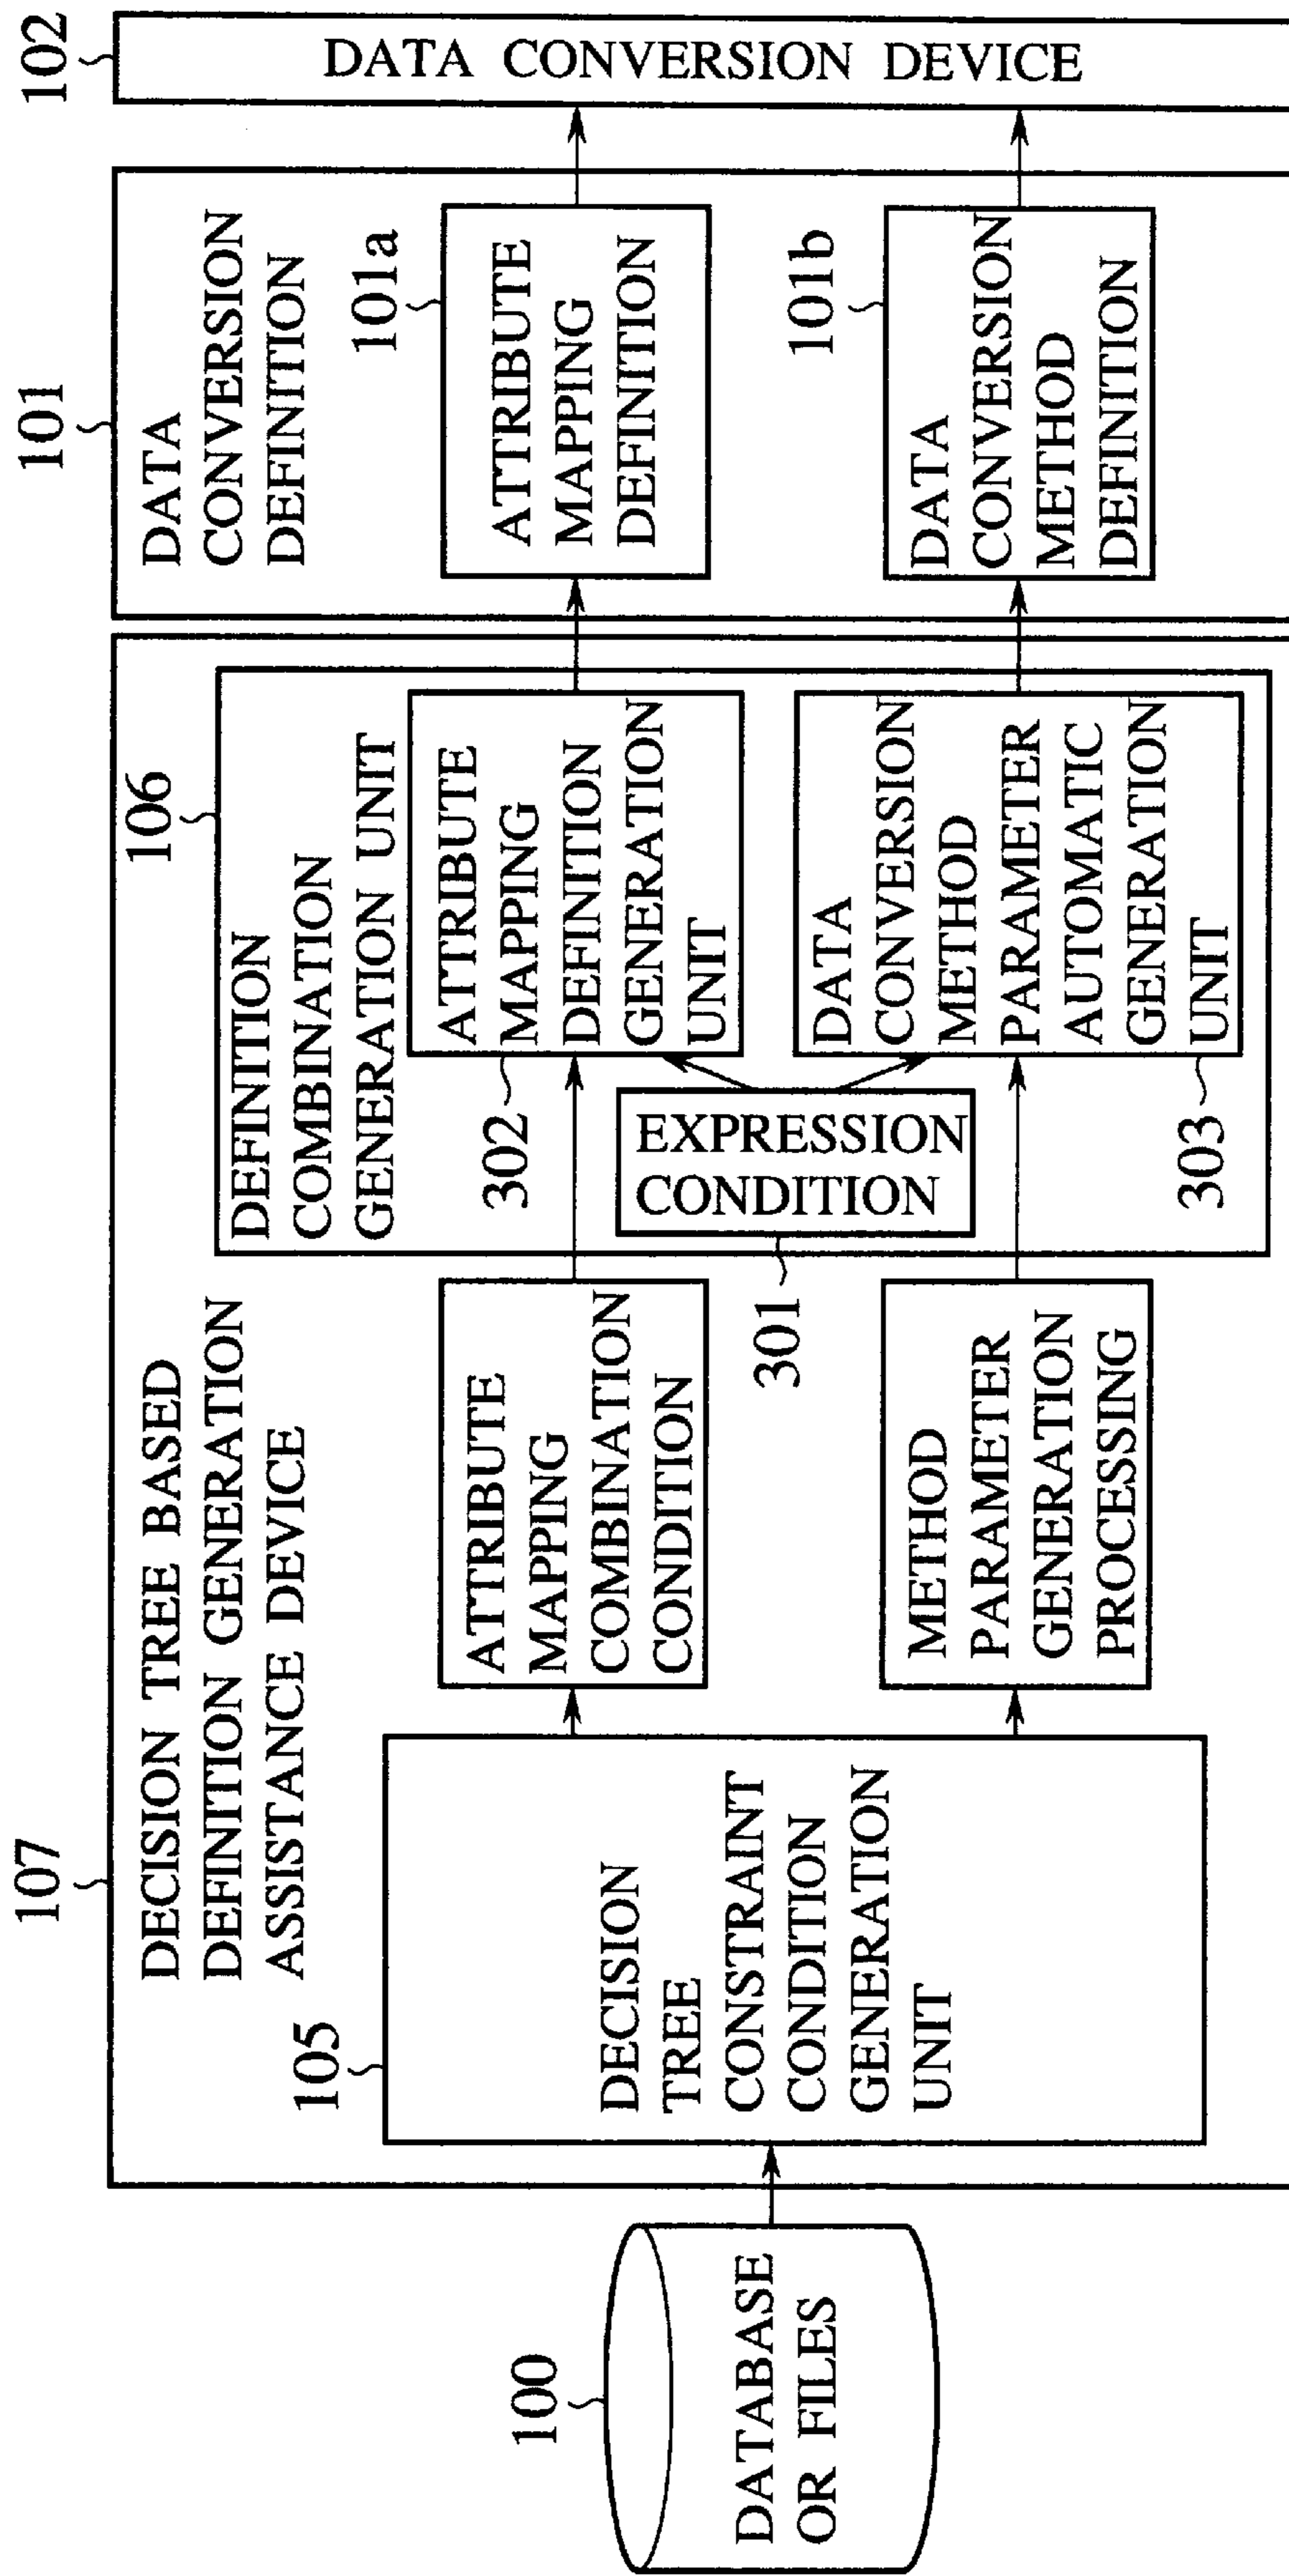 107
DECISION TREE BASED
DEFINITION GENERATION
ASSISTANCE DEVICE
100
DATABASE
OR FILES
105
DECISION
TREE
CONSTRAINT
CONDITION
GENERATION
UNIT
ATTRIBUTE
MAPPING
COMBINATION
CONDITION
METHOD
PARAMETER
GENERATION
PROCESSING
106
DEFINITION
COMBINATION
GENERATION UNIT
302
ATTRIBUTE
MAPPING
DEFINITION
GENERATION
UNIT
301
EXPRESSION
CONDITION
303
DATA
CONVERSION
METHOD
PARAMETER
AUTOMATIC
GENERATION
UNIT
101
DATA
CONVERSION
DEFINITION
101a
ATTRIBUTE
MAPPING
DEFINITION
101b
DATA
CONVERSION
METHOD
DEFINITION
102
DATA CONVERSION DEVICE